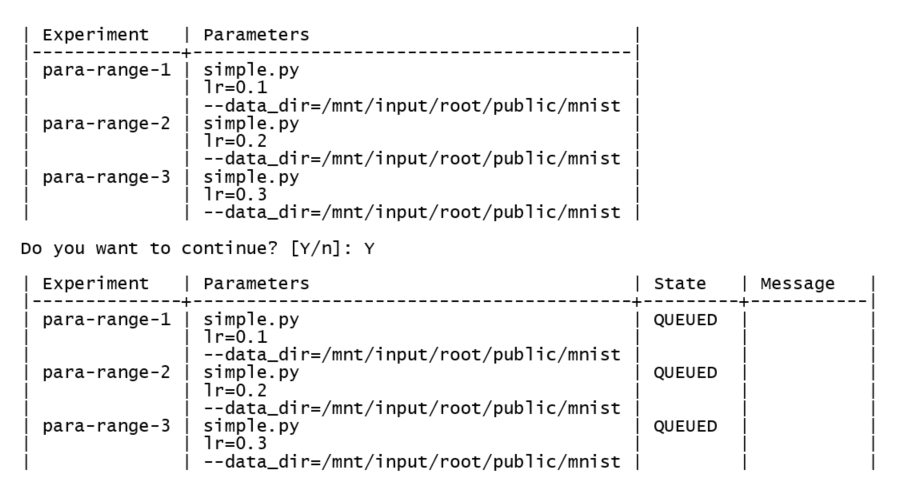 | Experiment   | Parameters                              |
|--------------+-----------------------------------------|
| para-range-1 | simple.py                               |
|              | lr=0.1                                  |
|              | --data_dir=/mnt/input/root/public/mnist |
| para-range-2 | simple.py                               |
|              | lr=0.2                                  |
|              | --data_dir=/mnt/input/root/public/mnist |
| para-range-3 | simple.py                               |
|              | lr=0.3                                  |
|              | --data_dir=/mnt/input/root/public/mnist |
Do you want to continue? [Y/n]: Y
| Experiment   | Parameters                              | State   | Message   |
|--------------+-----------------------------------------+---------+-----------|
| para-range-1 | simple.py                               | QUEUED  |           |
|              | lr=0.1                                  |         |           |
|              | --data_dir=/mnt/input/root/public/mnist |         |           |
| para-range-2 | simple.py                               | QUEUED  |           |
|              | lr=0.2                                  |         |           |
|              | --data_dir=/mnt/input/root/public/mnist |         |           |
| para-range-3 | simple.py                               | QUEUED  |           |
|              | lr=0.3                                  |         |           |
|              | --data_dir=/mnt/input/root/public/mnist |         |           |